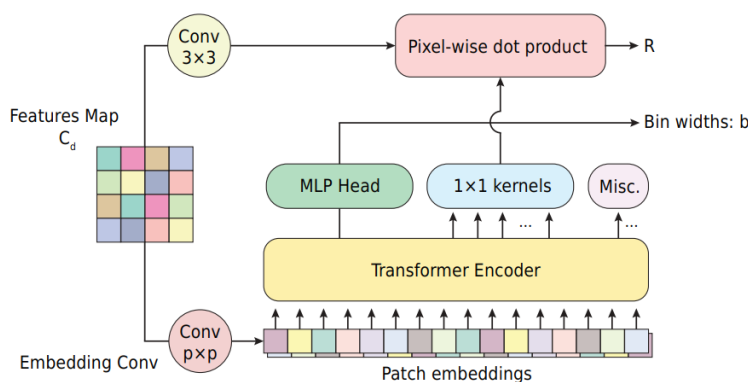 Conv
3×3
Pixel-wise dot product
R
Features Map
C_d
Bin widths: b
MLP Head
1×1 kernels
Misc.
...
...
Transformer Encoder
Conv
p×p
Embedding Conv
Patch embeddings